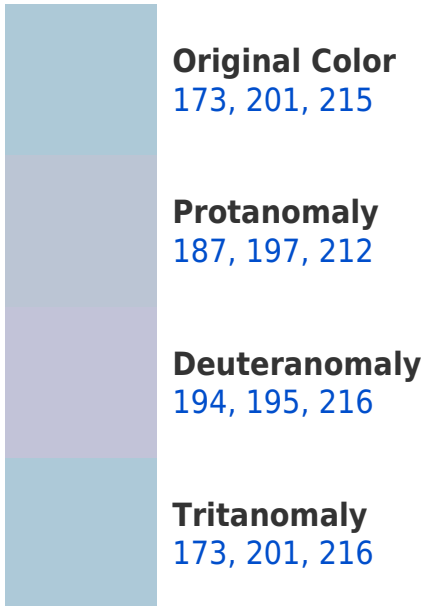 Original Color
173, 201, 215
Protanomaly
187, 197, 212
Deuteranomaly
194, 195, 216
Tritanomaly
173, 201, 216